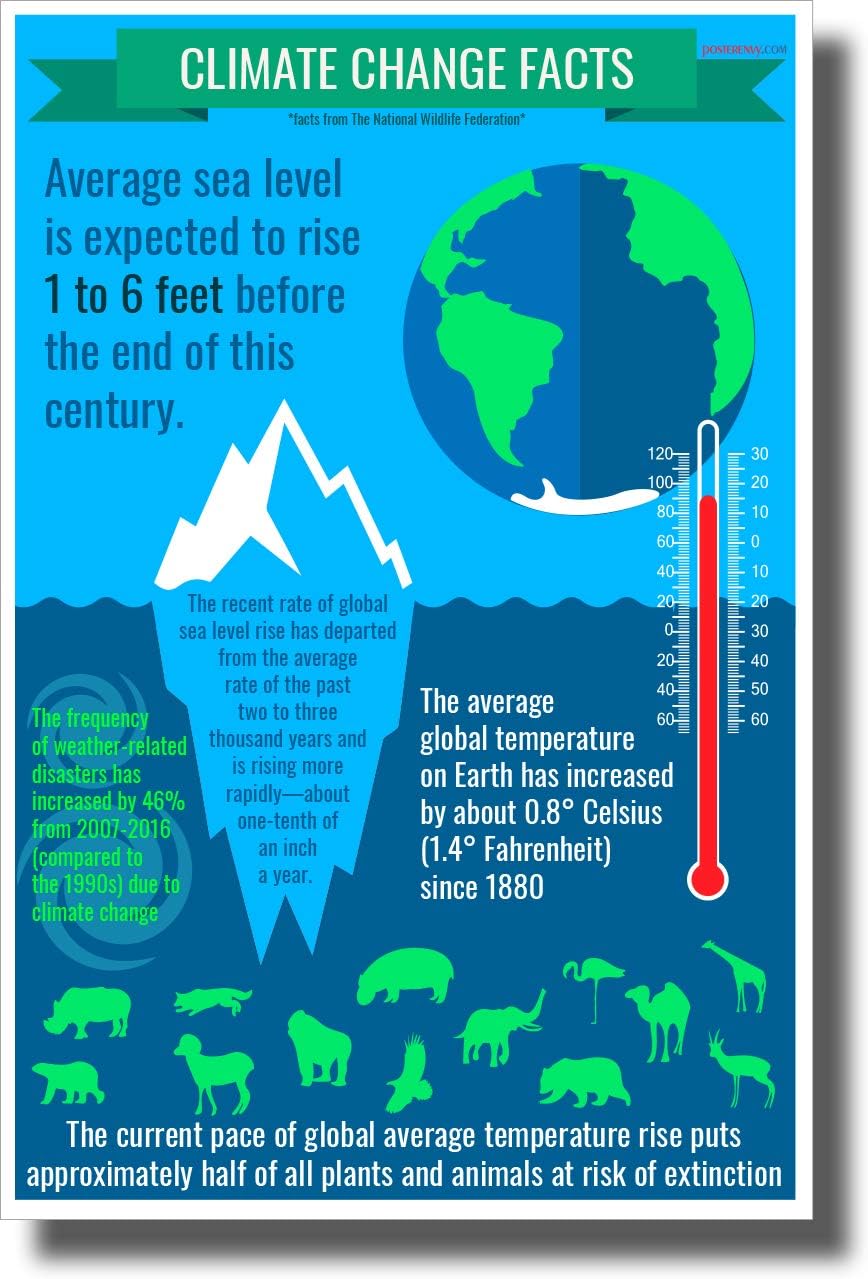 CLIMATE CHANGE FACTS
POSTERENVY.COM
*facts from The National Wildlife Federation*
Average sea level
is expected to rise
1 to 6 feet before
the end of this
century.
120 30
100 20
80 10
60 0
40 10
20 20
0 30
20 40
40 50
60 60
The recent rate of global
sea level rise has departed
from the average
rate of the past
two to three
thousand years and
is rising more
rapidly—about
one-tenth of
an inch
a year.
The frequency
of weather-related
disasters has
increased by 46%
from 2007-2016
(compared to
the 1990s) due to
climate change
The average
global temperature
on Earth has increased
by about 0.8° Celsius
(1.4° Fahrenheit)
since 1880
The current pace of global average temperature rise puts
approximately half of all plants and animals at risk of extinction